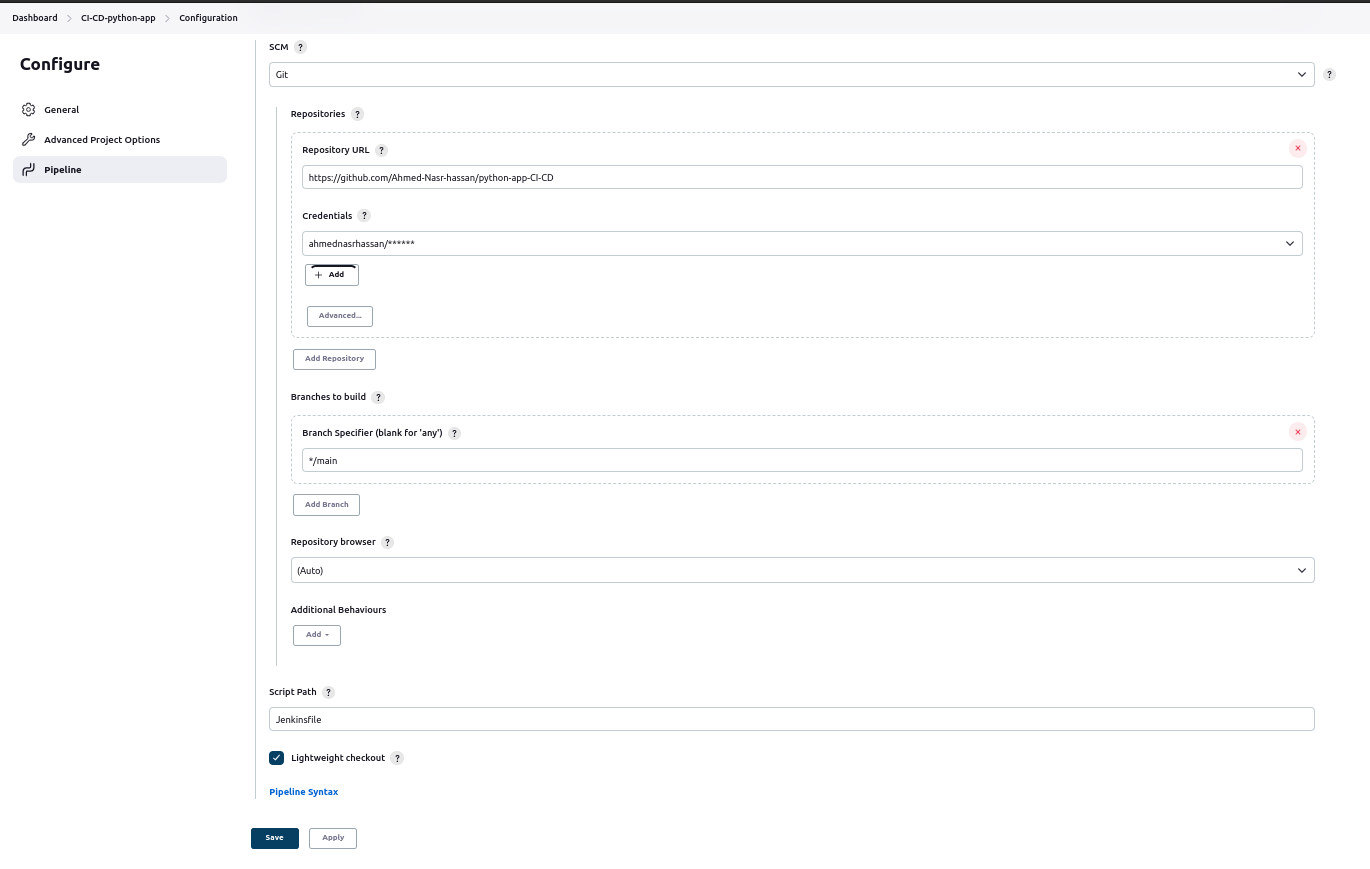 Dashboard > CI-CD-python-app > Configuration
Configure
General
Advanced Project Options
Pipeline
SCM ?
Git
?
Repositories ?
Repository URL ?
https://github.com/Ahmed-Nasr-hassan/python-app-CI-CD
Credentials ?
ahmednasrhassan/******
+ Add
Advanced...
Add Repository
Branches to build ?
Branch Specifier (blank for 'any') ?
*/main
Add Branch
Repository browser ?
(Auto)
Additional Behaviours
Add
Script Path ?
Jenkinsfile
Lightweight checkout ?
Pipeline Syntax
Save Apply